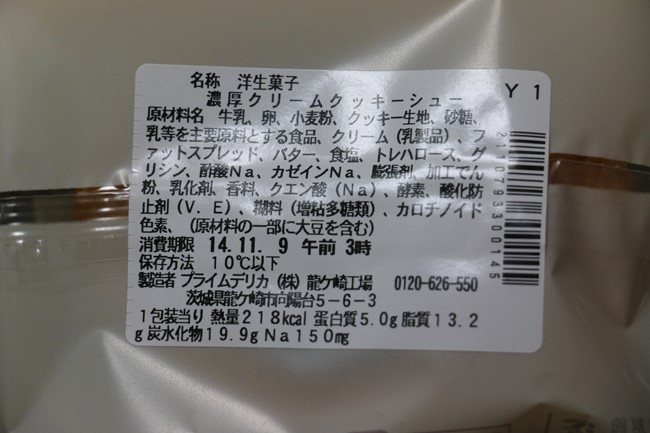 名称 洋生菓子
濃厚クリームクッキーシュー
Y1
原材料名 牛乳、卵、小麦粉、クッキー生地、砂糖、
乳等を主要原料とする食品、クリーム（乳製品）、フ
ァットスプレッド、バター、食塩、トレハロース、グ
リシン、酢酸Na、カゼインNa、膨張剤、加工でん
粉、乳化剤、香料、クエン酸（Na）、酵素、酸化防
止剤（V.E）、糊料（増粘多糖類）、カロチノイド
色素、（原材料の一部に大豆を含む）
消費期限 14.11. 9 午前 3時
保存方法 10℃以下
製造者 プライムデリカ（株）龍ケ崎工場 0120-626-550
茨城県龍ケ崎市向陽台5-6-3
1包装当り 熱量218kcal 蛋白質5.0g 脂質13.2
g 炭水化物19.9g Na150mg
2110793300145